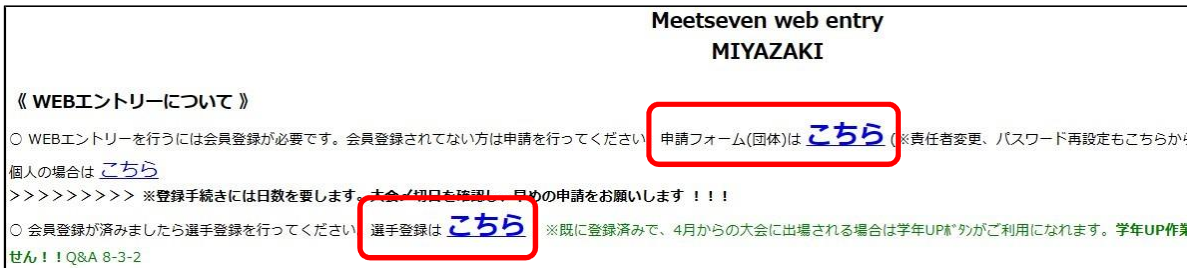 Meetseven web entry
MIYAZAKI
《 WEBエントリーについて 》
○ WEBエントリーを行うには会員登録が必要です。会員登録されてない方は申請を行ってください 申請フォーム(団体)は こちら (※責任者変更、パスワード再設定もこちらから
個人の場合は こちら
>>>>>>>>> ※登録手続きには日数を要します。大会〆切日を確認し、早めの申請をお願いします ！！！
○ 会員登録が済みましたら選手登録を行ってください 選手登録は こちら ※既に登録済みで、4月からの大会に出場される場合は学年UPﾎﾞﾀﾝがご利用になれます。学年UP作業
せん！！Q&A 8-3-2